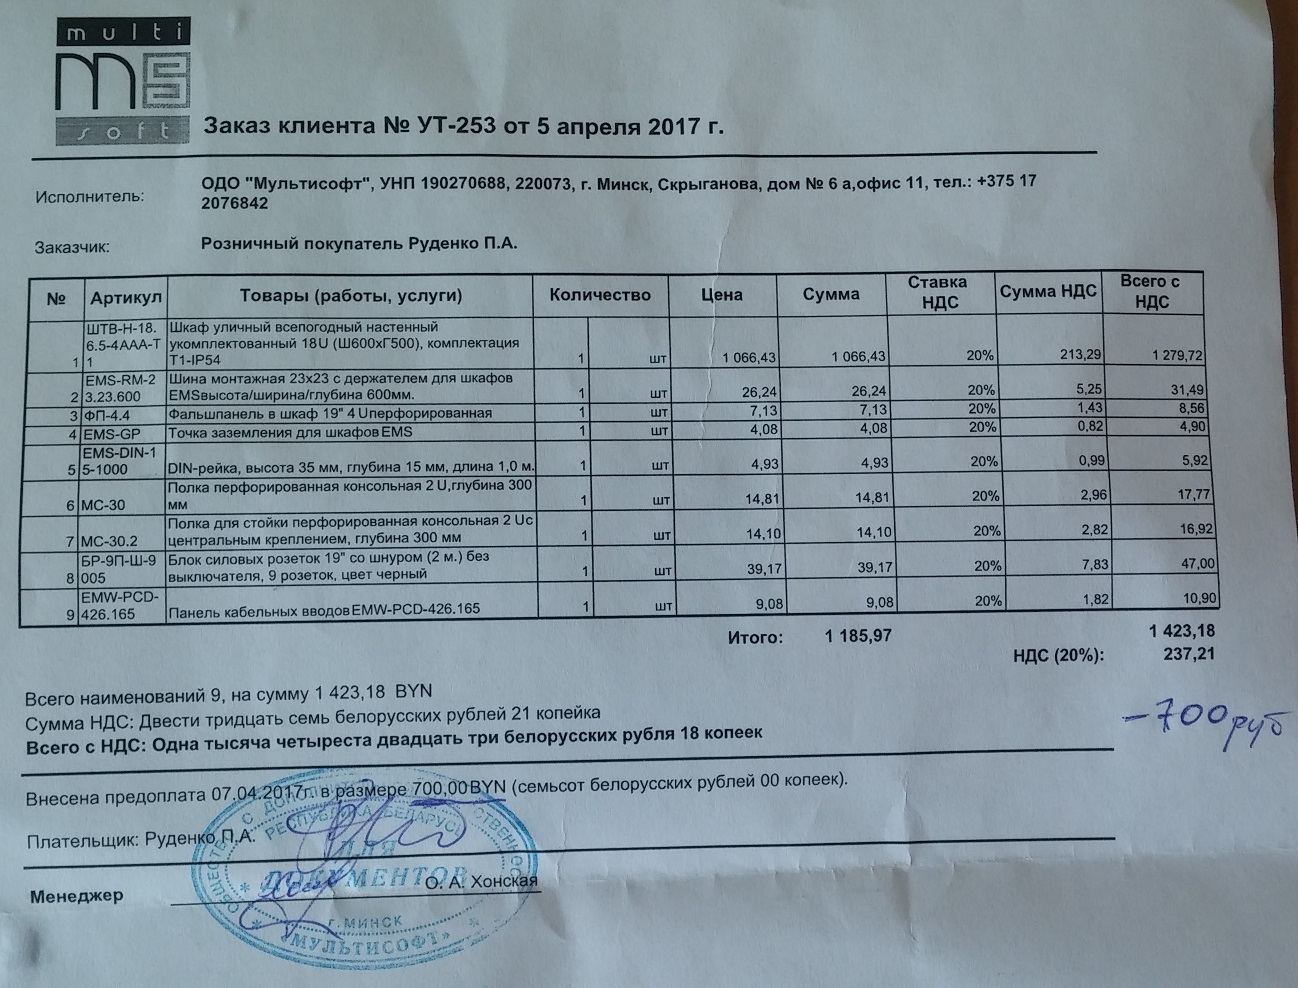 multi
soft
Заказ клиента № УТ-253 от 5 апреля 2017 г.
Исполнитель: ОДО "Мультисофт", УНП 190270688, 220073, г. Минск, Скрыганова, дом № 6 а,офис 11, тел.: +375 17
2076842
Заказчик: Розничный покупатель Руденко П.А.
№ Артикул Товары (работы, услуги) Количество Цена Сумма Ставка НДС Сумма НДС Всего с НДС
ШТВ-Н-18. Шкаф уличный всепогодный настенный
6.5-4ААА-Т укомплектованный 18U (Ш600хГ500), комплектация
1 1 Т1-IP54 1 шт 1 066,43 1 066,43 20% 213,29 1 279,72
EMS-RM-2 Шина монтажная 23х23 с держателем для шкафов
2 3.23.600 EMSвысота/ширина/глубина 600мм. 1 шт 26,24 26,24 20% 5,25 31,49
3 ФП-4.4 Фальшпанель в шкаф 19" 4 Uперфорированная 1 шт 7,13 7,13 20% 1,43 8,56
4 EMS-GP Точка заземления для шкафов EMS 1 шт 4,08 4,08 20% 0,82 4,90
EMS-DIN-1
5 5-1000 DIN-рейка, высота 35 мм, глубина 15 мм, длина 1,0 м. 1 шт 4,93 4,93 20% 0,99 5,92
Полка перфорированная консольная 2 U,глубина 300
6 МС-30 мм 1 шт 14,81 14,81 20% 2,96 17,77
Полка для стойки перфорированная консольная 2 Uс
7 МС-30.2 центральным креплением, глубина 300 мм 1 шт 14,10 14,10 20% 2,82 16,92
БР-9П-Ш-9 Блок силовых розеток 19" со шнуром (2 м.) без
8 005 выключателя, 9 розеток, цвет черный 1 шт 39,17 39,17 20% 7,83 47,00
EMW-PCD-
9 426.165 Панель кабельных вводов EMW-PCD-426.165 1 шт 9,08 9,08 20% 1,82 10,90
Итого: 1 185,97 1 423,18
НДС (20%): 237,21
Всего наименований 9, на сумму 1 423,18 BYN
Сумма НДС: Двести тридцать семь белорусских рублей 21 копейка
Всего с НДС: Одна тысяча четыреста двадцать три белорусских рубля 18 копеек
-700руб
Внесена предоплата 07.04.2017г. в размере 700,00BYN (семьсот белорусских рублей 00 копеек).
Плательщик: Руденко П.А.
Менеджер О. А. Хонская
Г. МИНСК
МУЛЬТИСОФТ